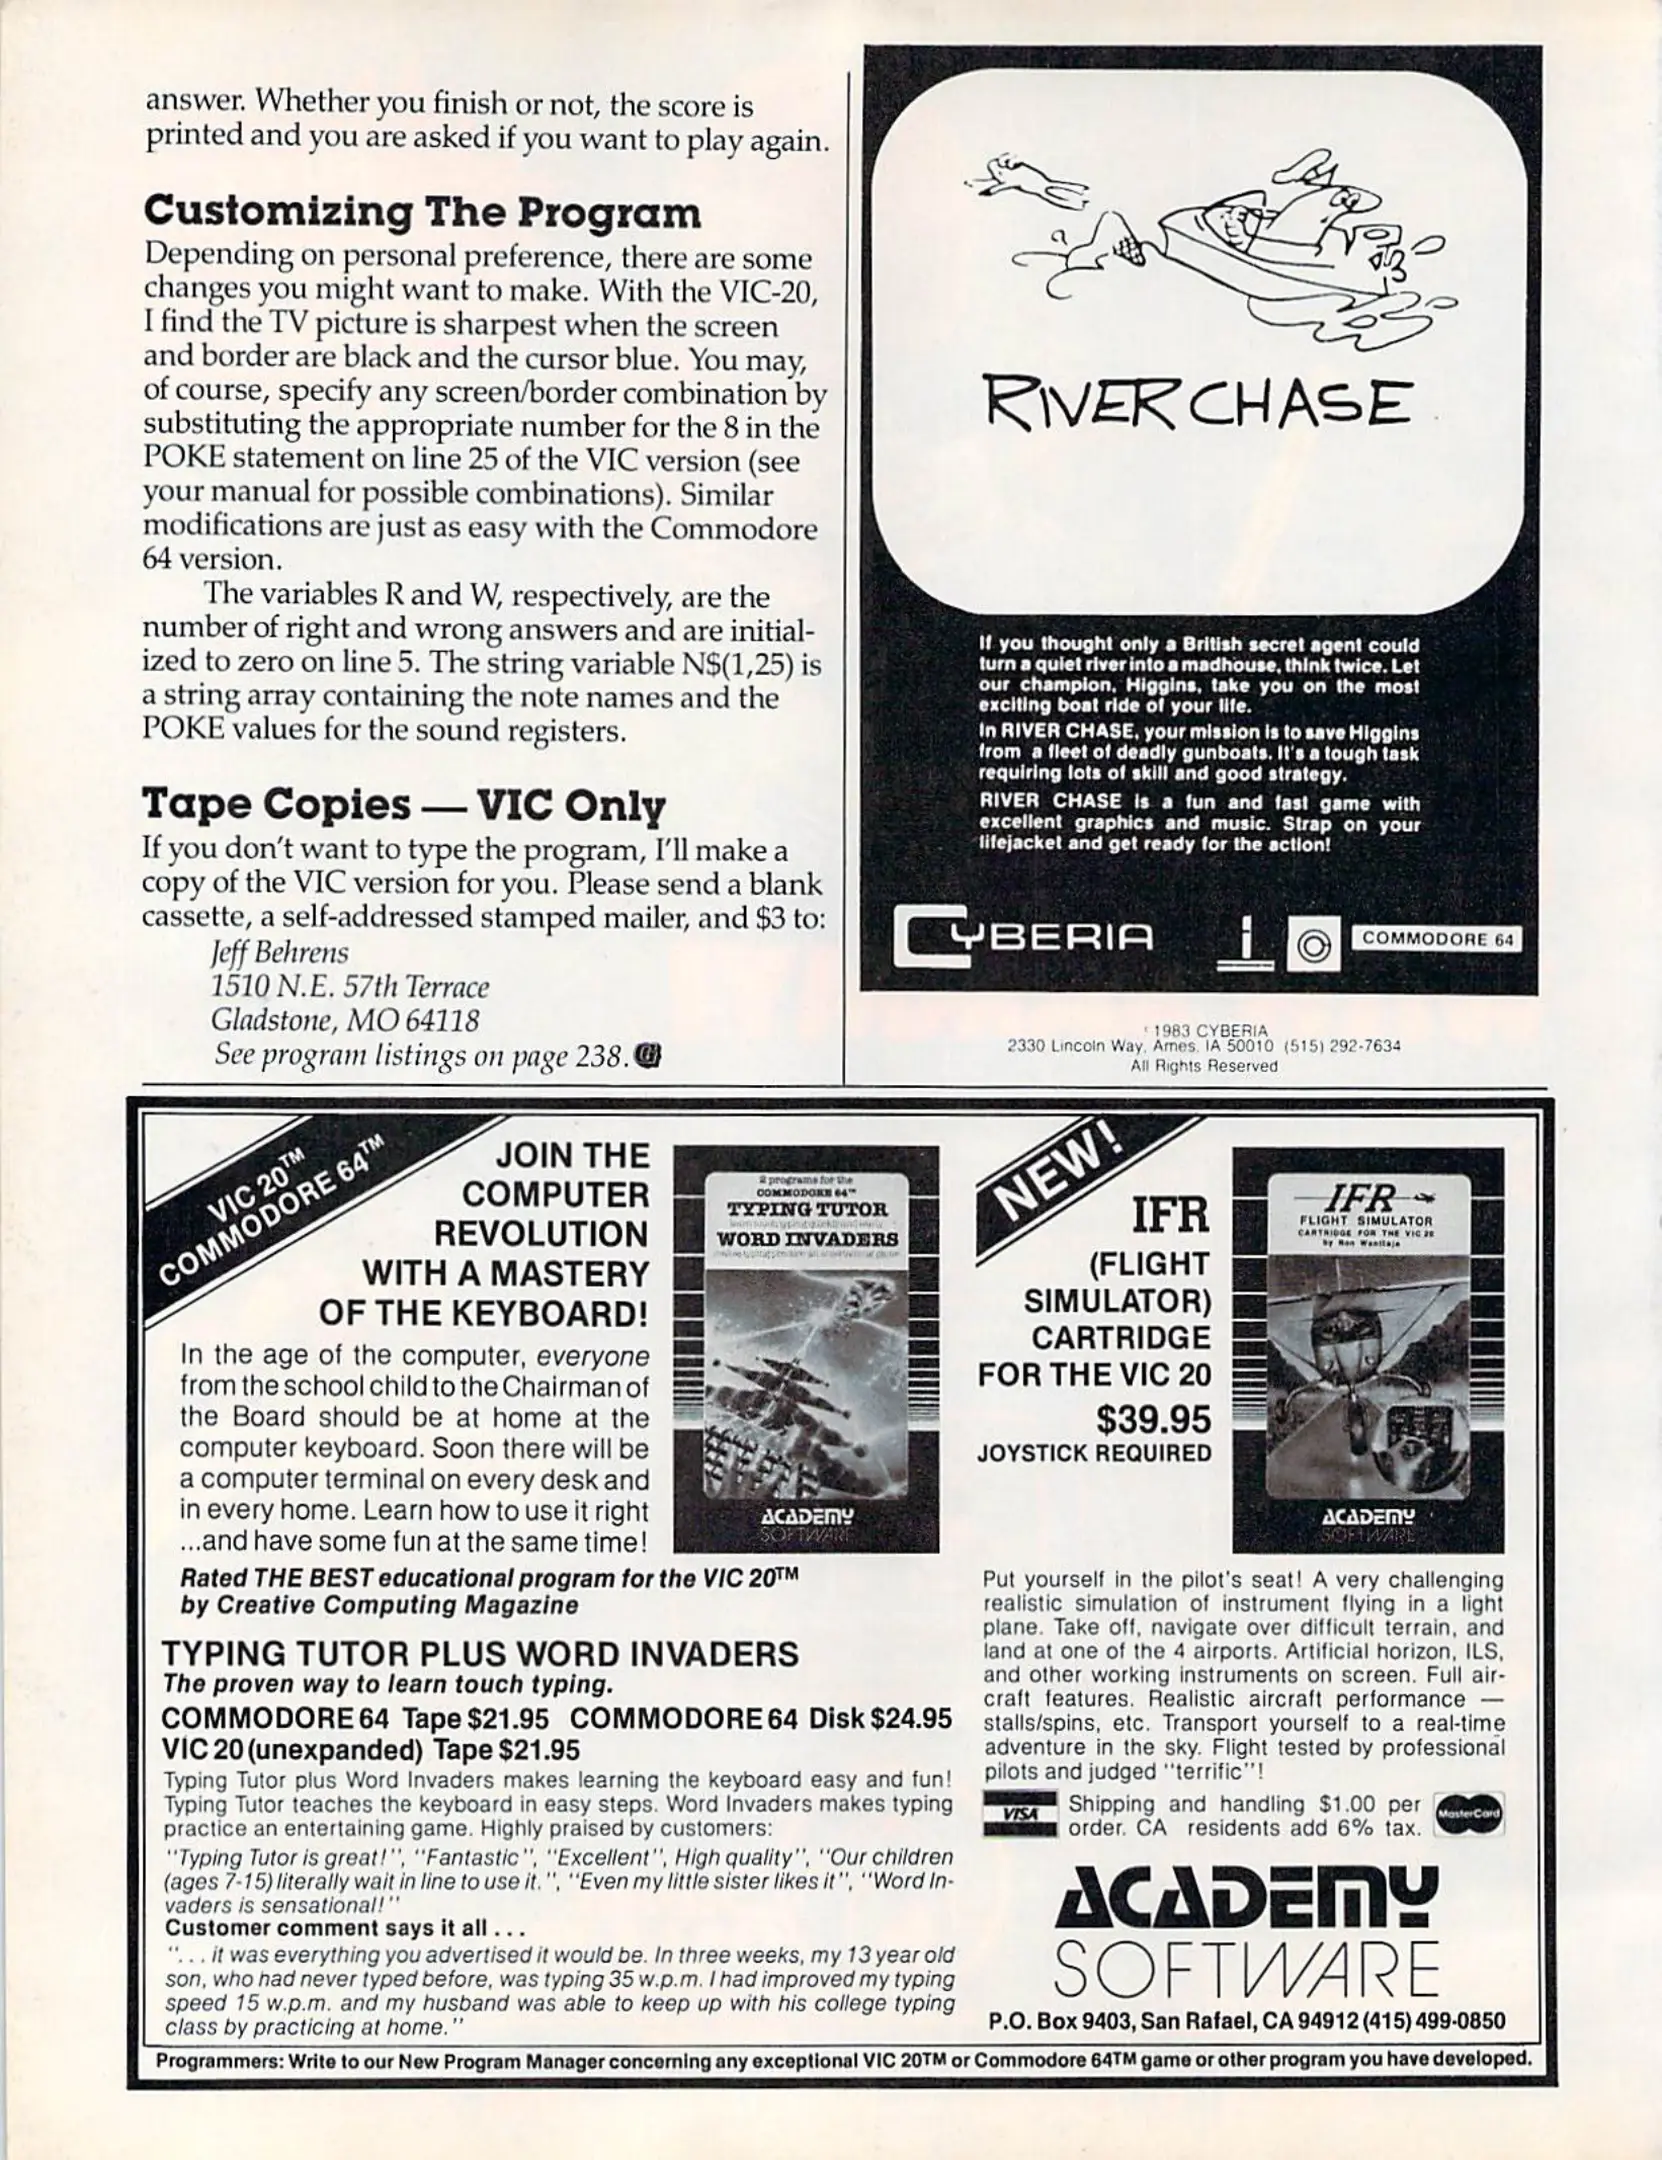 answer. Whether you finish or not, the score is
printed and you are asked if you want to play again.
Customizing The Program
Depending on personal preference, there are some
changes you might want to make. With the VIC-20,
I find the TV picture is sharpest when the screen
and border are black and the cursor blue. You may,
of course, specify any screen/border combination by
substituting the appropriate number for the 8 in the
POKE statement on line 25 of the VIC version (see
your manual for possible combinations). Similar
modifications are just as easy with the Commodore
64 version.
The variables R and W, respectively, are the
number of right and wrong answers and are initial-
ized to zero on line 5. The string variable N$(1,25) is
a string array containing the note names and the
POKE values for the sound registers.
Tape Copies — VIC Only
If you don't want to type the program, I'll make a
copy of the VIC version for you. Please send a blank
cassette, a self-addressed stamped mailer, and $3 to:
Jeff Behrens
1510 N.E. 57th Terrace
Gladstone, MO 64118
See program listings on page 238. G
RIVER CHASE
If you thought only a British secret agent could
turn a quiet river into a madhouse, think twice. Let
our champion, Higgins, take you on the most
exciting boat ride of your life.
In RIVER CHASE, your mission is to save Higgins
from a fleet of deadly gunboats. It's a tough task
requiring lots of skill and good strategy.
RIVER CHASE is a fun and fast game with
excellent graphics and music. Strap on your
lifejacket and get ready for the action!
CYBERIA
COMMODORE 64
1983 CYBERIA
2330 Lincoln Way, Ames, IA 50010 (515) 292-7634
All Rights Reserved
VIC 20™
COMMODORE 64™
JOIN THE
COMPUTER
REVOLUTION
WITH A MASTERY
OF THE KEYBOARD!
In the age of the computer, everyone
from the school child to the Chairman of
the Board should be at home at the
computer keyboard. Soon there will be
a computer terminal on every desk and
in every home. Learn how to use it right
...and have some fun at the same time!
2 programs for the
COMMODORE 64™
TYPING TUTOR
WORD INVADERS
ACADEMY
SOFTWARE
Rated THE BEST educational program for the VIC 20™
by Creative Computing Magazine
TYPING TUTOR PLUS WORD INVADERS
The proven way to learn touch typing.
COMMODORE 64 Tape $21.95 COMMODORE 64 Disk $24.95
VIC 20 (unexpanded) Tape $21.95
Typing Tutor plus Word Invaders makes learning the keyboard easy and fun!
Typing Tutor teaches the keyboard in easy steps. Word Invaders makes typing
practice an entertaining game. Highly praised by customers:
"Typing Tutor is great!", "Fantastic", "Excellent", High quality", "Our children
(ages 7-15) literally wait in line to use it.", "Even my little sister likes it", "Word In-
vaders is sensational!"
Customer comment says it all . . .
". . . it was everything you advertised it would be. In three weeks, my 13 year old
son, who had never typed before, was typing 35 w.p.m. I had improved my typing
speed 15 w.p.m. and my husband was able to keep up with his college typing
class by practicing at home."
NEW!
IFR
(FLIGHT
SIMULATOR)
CARTRIDGE
FOR THE VIC 20
$39.95
JOYSTICK REQUIRED
IFR
FLIGHT SIMULATOR
CARTRIDGE FOR THE VIC 20
by Ron Wanttaja
ACADEMY
SOFTWARE
Put yourself in the pilot's seat! A very challenging
realistic simulation of instrument flying in a light
plane. Take off, navigate over difficult terrain, and
land at one of the 4 airports. Artificial horizon, ILS,
and other working instruments on screen. Full air-
craft features. Realistic aircraft performance —
stalls/spins, etc. Transport yourself to a real-time
adventure in the sky. Flight tested by professional
pilots and judged "terrific"!
VISA
Shipping and handling $1.00 per
order. CA residents add 6% tax.
MasterCard
ACADEMY
SOFTWARE
P.O. Box 9403, San Rafael, CA 94912 (415) 499-0850
Programmers: Write to our New Program Manager concerning any exceptional VIC 20TM or Commodore 64TM game or other program you have developed.